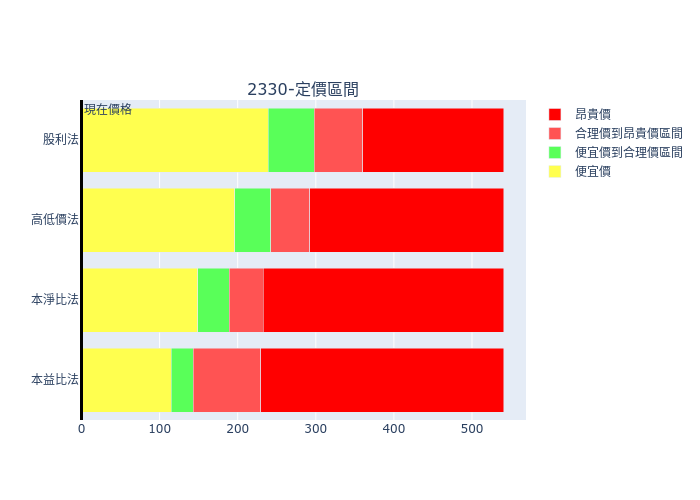 2330-定價區間
現在價格
股利法
高低價法
本淨比法
本益比法
0 100 200 300 400 500
昂貴價
合理價到昂貴價區間
便宜價到合理價區間
便宜價